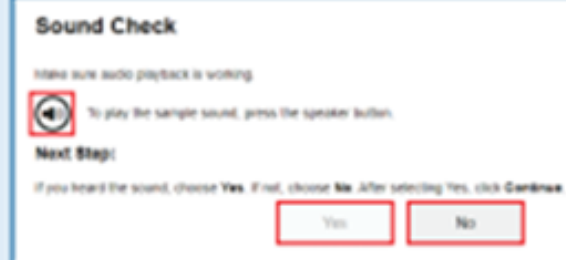 Sound Check
Make sure audio playback is working.
To play the sample sound, press the speaker button.
Next Step:
If you heard the sound, choose Yes. If not, choose No. After selecting Yes, click Continue.
Yes
No